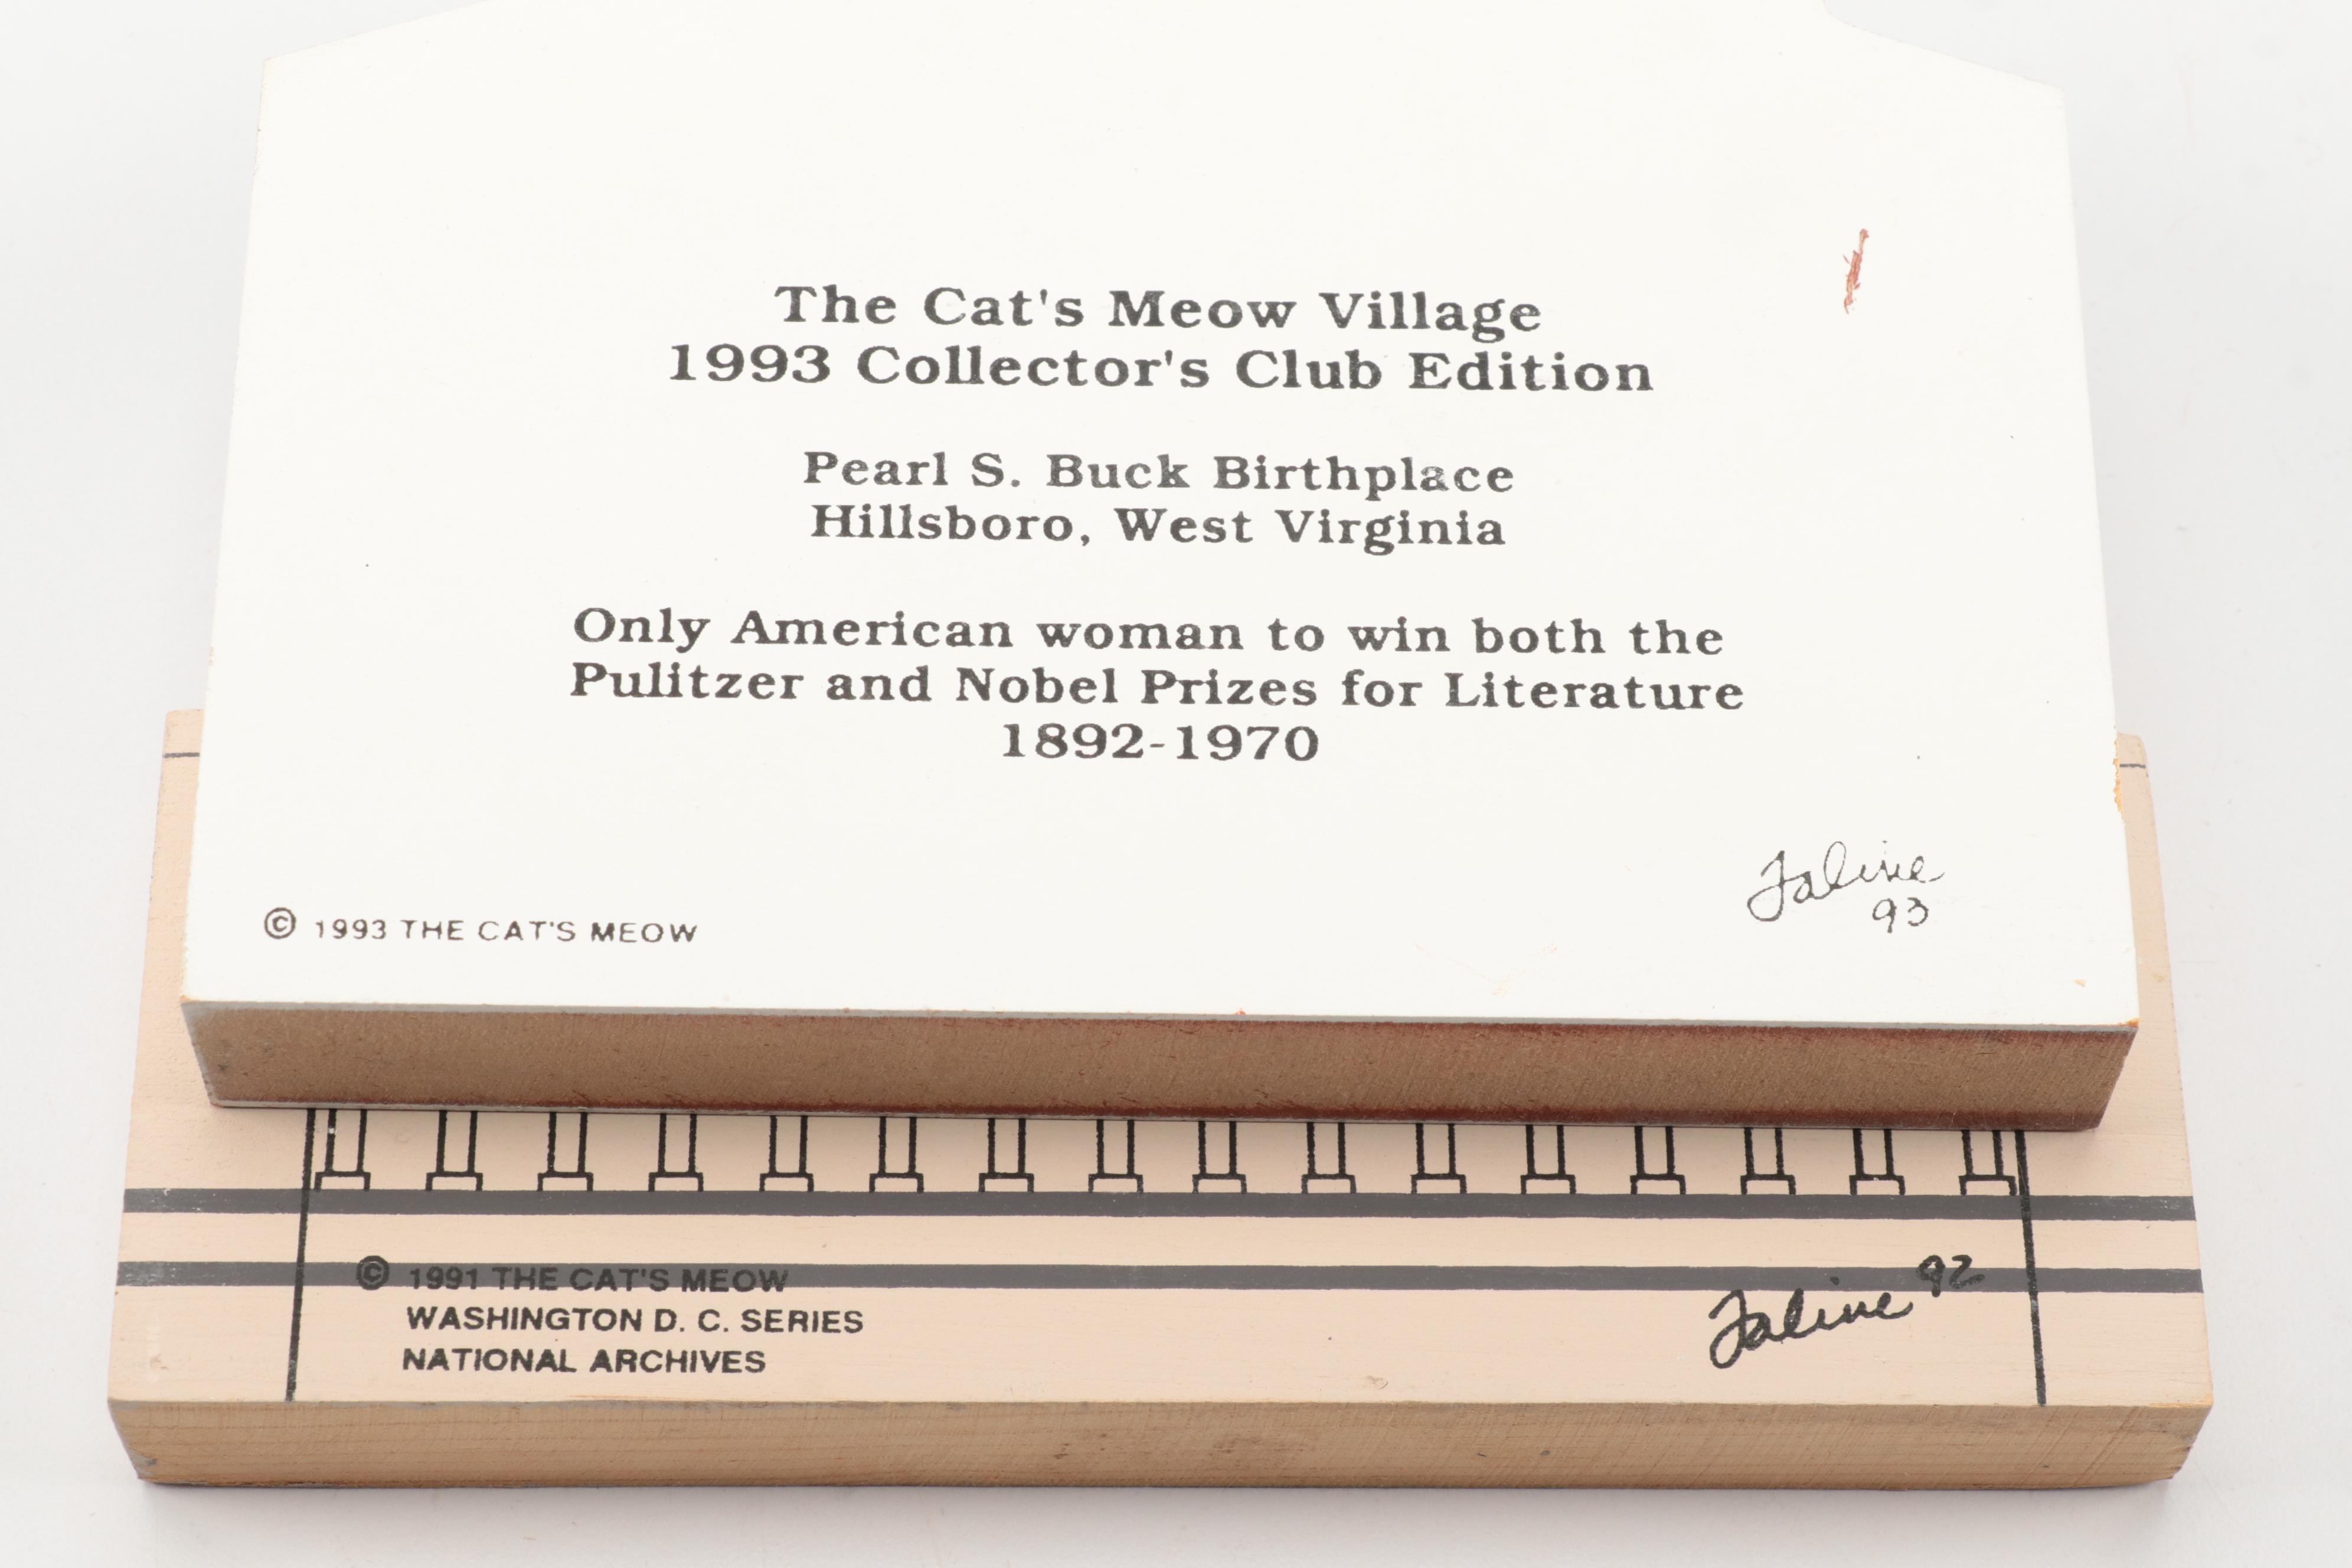 The Cat's Meow Village
1993 Collector's Club Edition
Pearl S. Buck Birthplace
Hillsboro, West Virginia
Only American woman to win both the
Pulitzer and Nobel Prizes for Literature
1892-1970
Faline
93
© 1993 THE CAT'S MEOW
© 1991 THE CAT'S MEOW
WASHINGTON D. C. SERIES
NATIONAL ARCHIVES
Faline 92